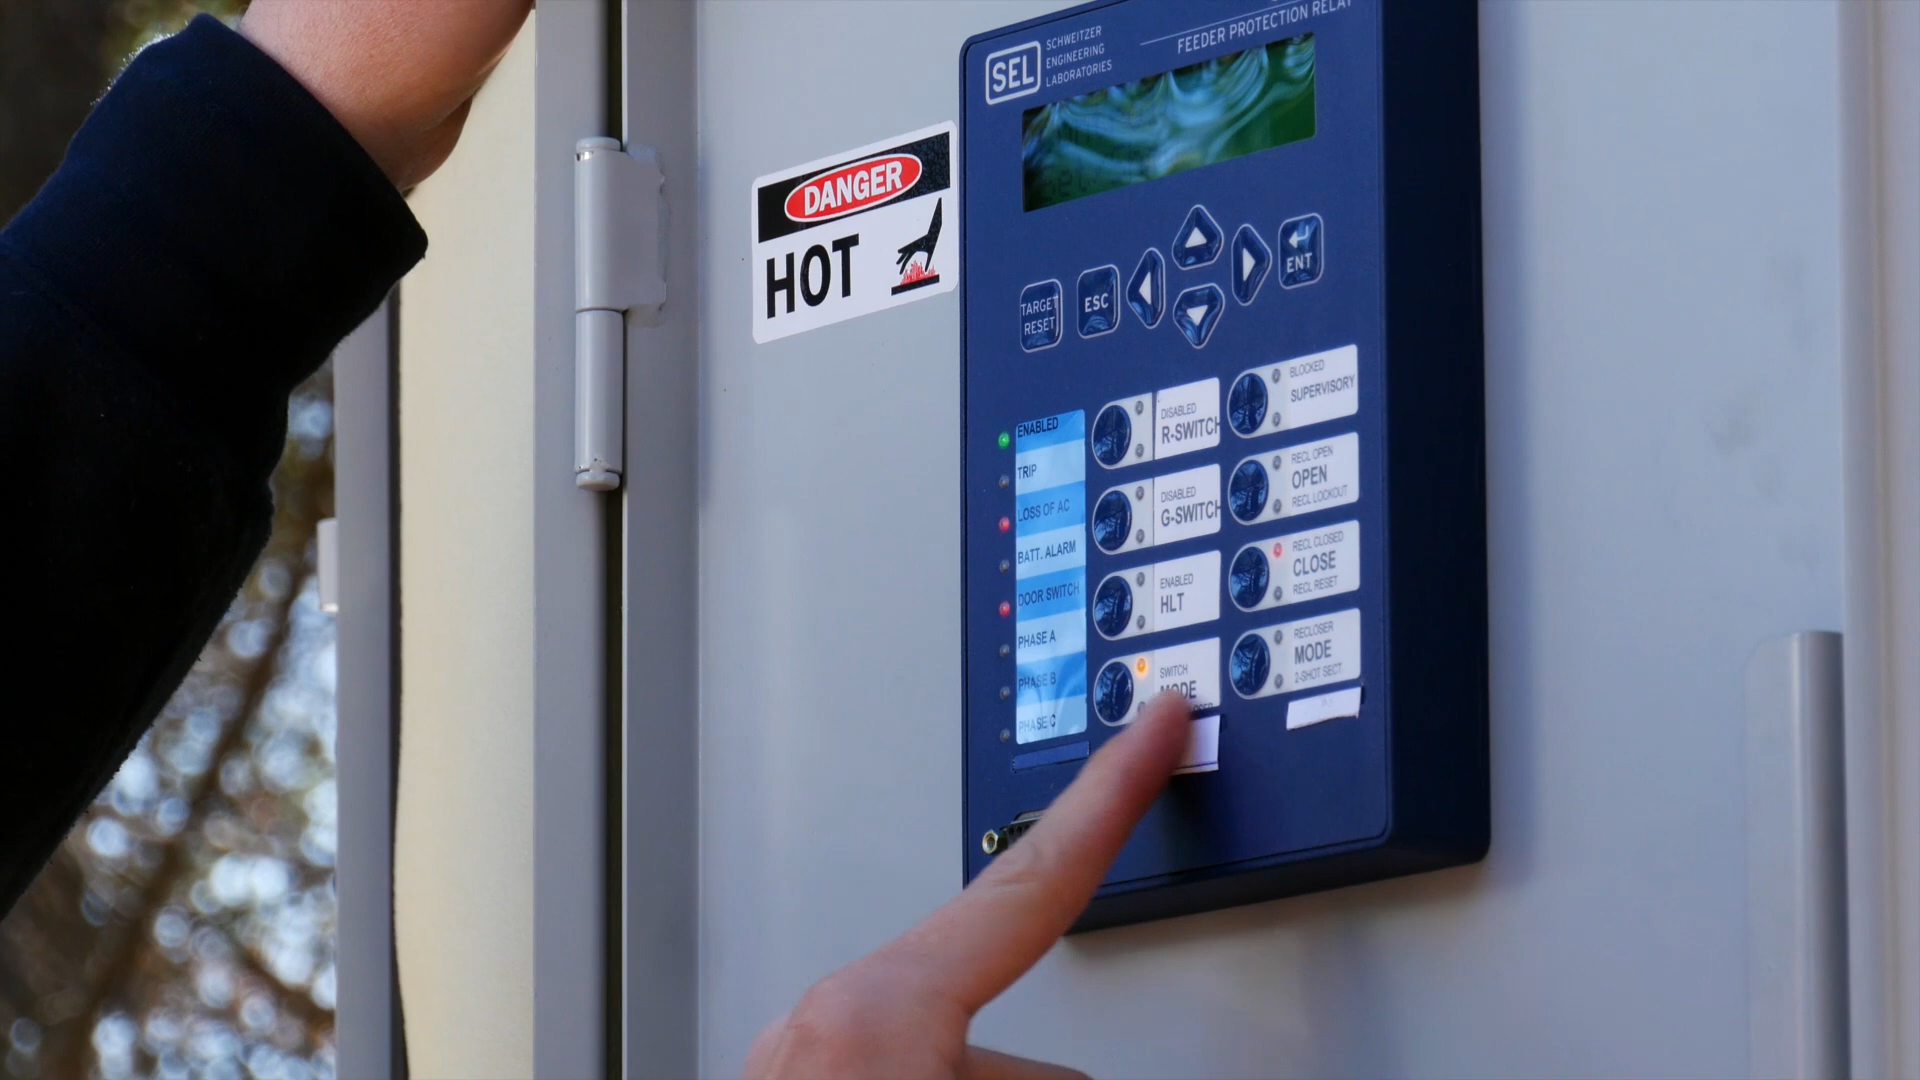 SEL
SCHWEITZER
ENGINEERING
LABORATORIES
FEEDER PROTECTION RELAY
DANGER
HOT
TARGET
RESET
ESC
ENT
ENABLED
TRIP
LOSS OF AC
BATT. ALARM
DOOR SWITCH
PHASE A
PHASE B
PHASE C
DISABLED
R-SWITCH
DISABLED
G-SWITCH
ENABLED
HLT
SWITCH
MODE
BLOCKED
SUPERVISORY
RECL OPEN
OPEN
RECL LOCKOUT
RECL CLOSED
CLOSE
RECL RESET
RECLOSER
MODE
2-SHOT SECT